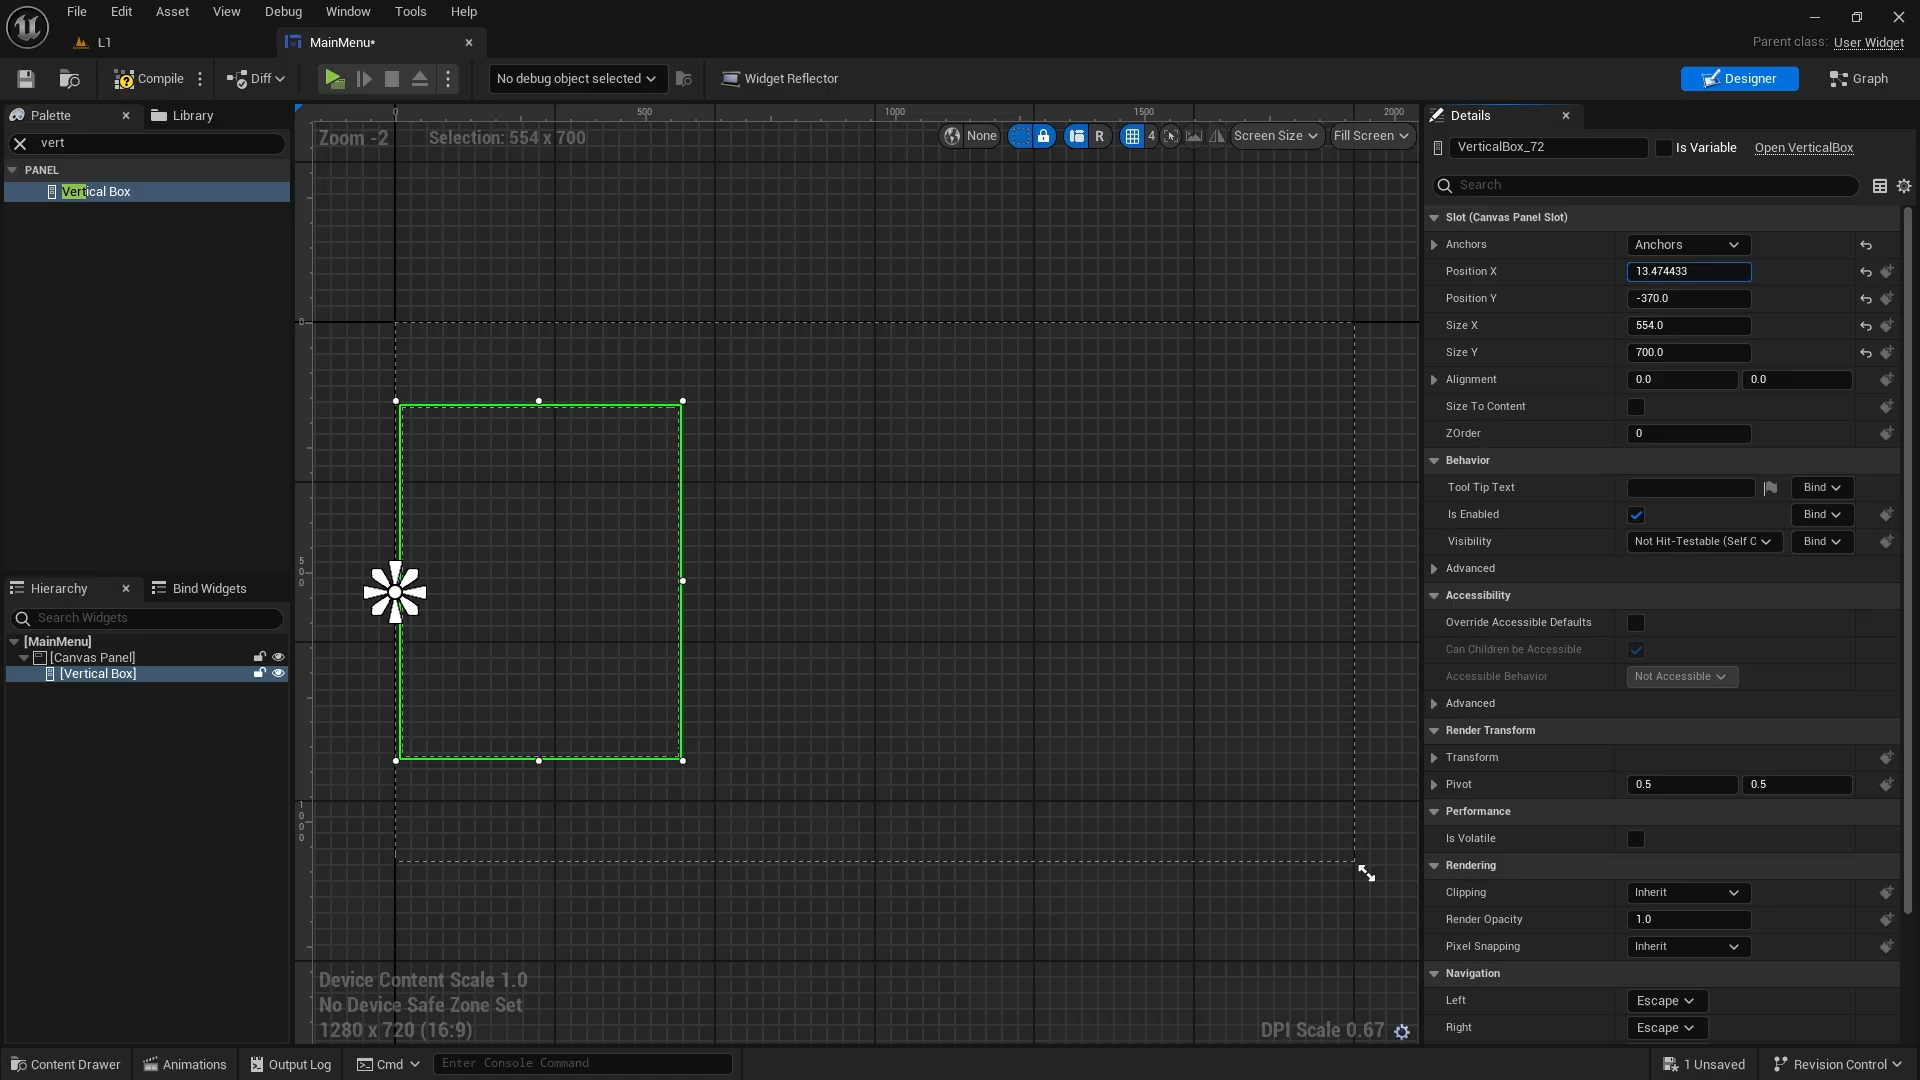 File Edit Asset View Debug Window Tools Help
L1
MainMenu*
Parent class: User Widget
Compile
Diff
No debug object selected
Widget Reflector
Designer
Graph
Palette
Library
vert
PANEL
Vertical Box
Hierarchy
Bind Widgets
Search Widgets
[MainMenu]
[Canvas Panel]
[Vertical Box]
0
500
1000
1500
2000
Zoom -2
Selection: 554 x 700
None
R
4
Screen Size
Fill Screen
0
500
1000
Device Content Scale 1.0
No Device Safe Zone Set
1280 x 720 (16:9)
DPI Scale 0.67
Details
VerticalBox_72
Is Variable
Open VerticalBox
Search
Slot (Canvas Panel Slot)
Anchors Anchors
Position X 13.474433
Position Y -370.0
Size X 554.0
Size Y 700.0
Alignment 0.0 0.0
Size To Content
ZOrder 0
Behavior
Tool Tip Text Bind
Is Enabled Bind
Visibility Not Hit-Testable (Self C Bind
Advanced
Accessibility
Override Accessible Defaults
Can Children be Accessible
Accessible Behavior Not Accessible
Advanced
Render Transform
Transform
Pivot 0.5 0.5
Performance
Is Volatile
Rendering
Clipping Inherit
Render Opacity 1.0
Pixel Snapping Inherit
Navigation
Left Escape
Right Escape
Content Drawer
Animations
Output Log
Cmd
Enter Console Command
1 Unsaved
Revision Control